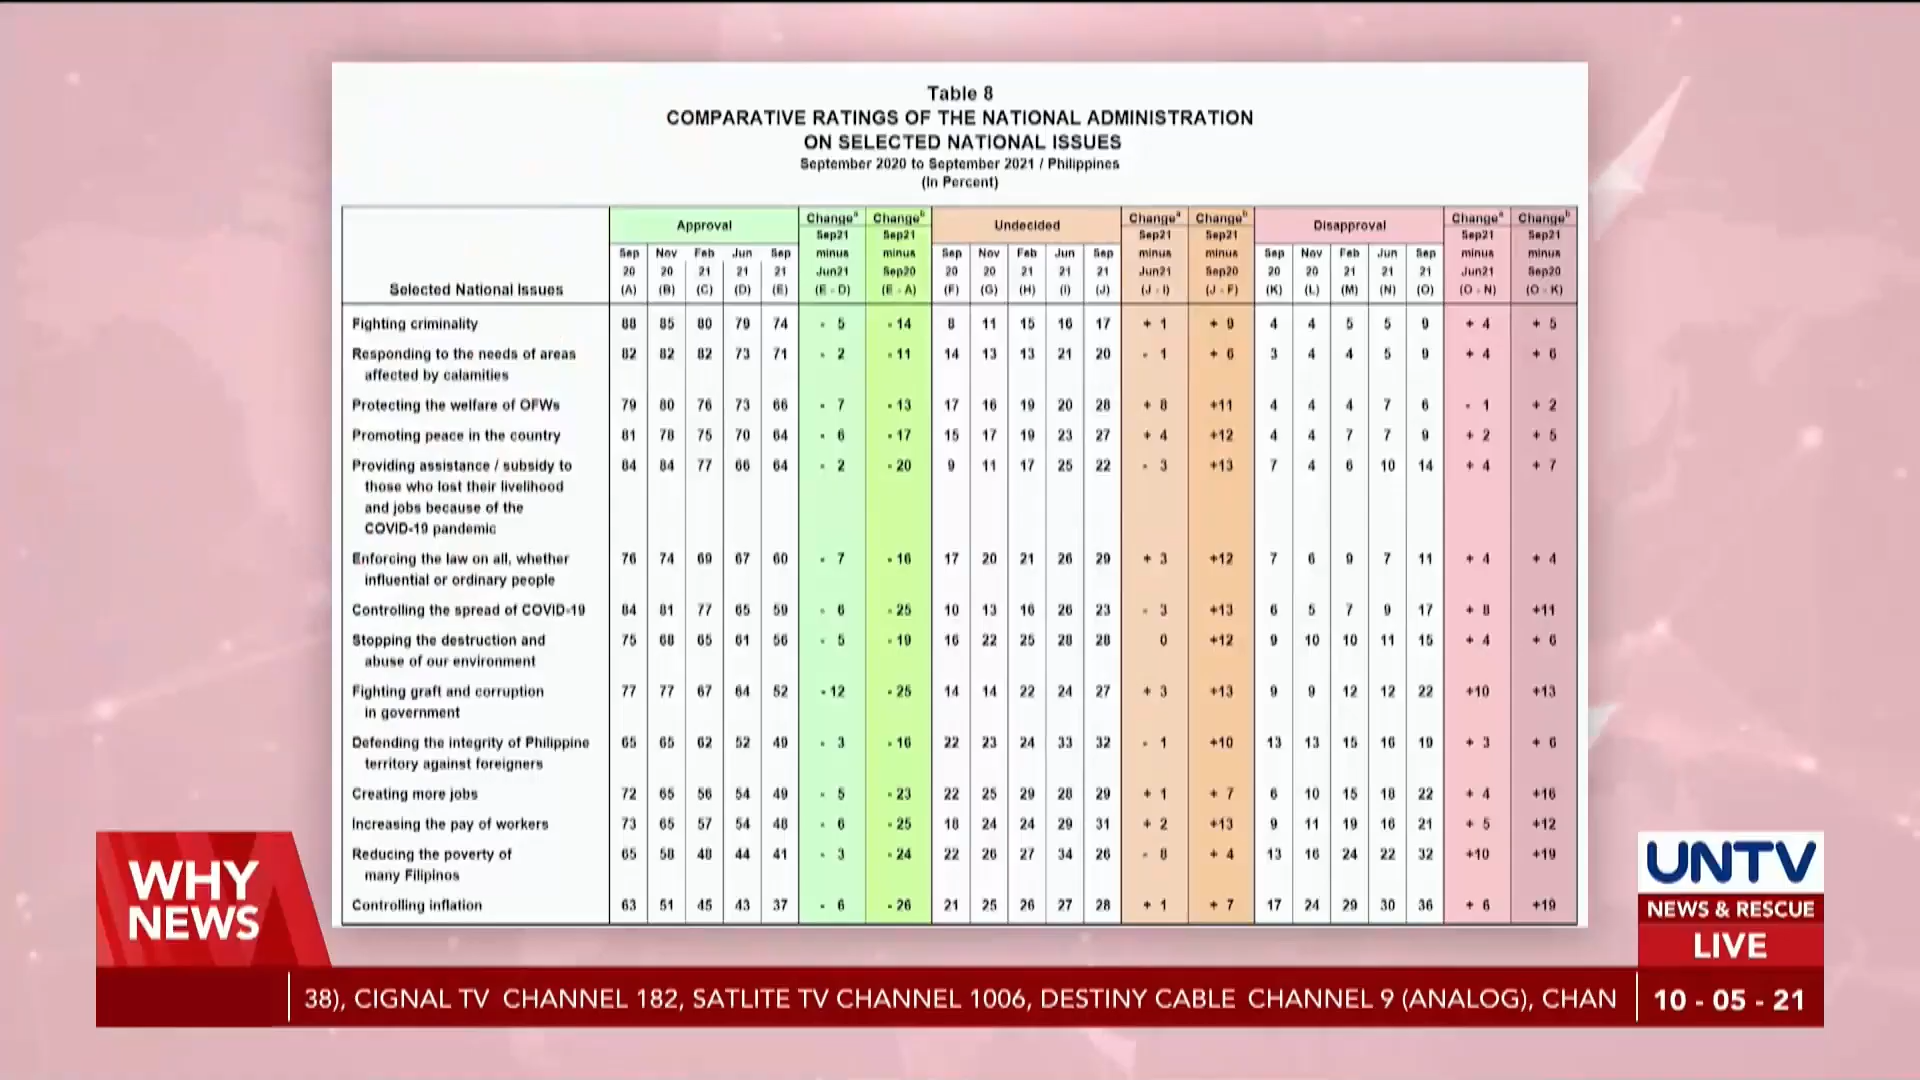 Table 8
COMPARATIVE RATINGS OF THE NATIONAL ADMINISTRATION
ON SELECTED NATIONAL ISSUES
September 2020 to September 2021 / Philippines
(In Percent)
Approval Changeª Changeᵇ Undecided Changeª Changeᵇ Disapproval Changeª Changeᵇ
Sep21 Sep21 Sep21 Sep21 Sep21 Sep21
Sep Nov Feb Jun Sep minus minus Sep Nov Feb Jun Sep minus minus Sep Nov Feb Jun Sep minus minus
20 20 21 21 21 Jun21 Sep20 20 20 21 21 21 Jun21 Sep20 20 20 21 21 21 Jun21 Sep20
Selected National Issues (A) (B) (C) (D) (E) (E - D) (E - A) (F) (G) (H) (I) (J) (J - I) (J - F) (K) (L) (M) (N) (O) (O - N) (O - K)
Fighting criminality 88 85 80 79 74 - 5 - 14 8 11 15 16 17 + 1 + 9 4 4 5 5 9 + 4 + 5
Responding to the needs of areas 82 82 82 73 71 - 2 - 11 14 13 13 21 20 - 1 + 6 3 4 4 5 9 + 4 + 6
affected by calamities
Protecting the welfare of OFWs 79 80 76 73 66 - 7 - 13 17 16 19 20 28 + 8 +11 4 4 4 7 6 - 1 + 2
Promoting peace in the country 81 78 75 70 64 - 6 - 17 15 17 19 23 27 + 4 +12 4 4 7 7 9 + 2 + 5
Providing assistance / subsidy to 84 84 77 66 64 - 2 - 20 9 11 17 25 22 - 3 +13 7 4 6 10 14 + 4 + 7
those who lost their livelihood
and jobs because of the
COVID-19 pandemic
Enforcing the law on all, whether 76 74 69 67 60 - 7 - 16 17 20 21 26 29 + 3 +12 7 6 9 7 11 + 4 + 4
influential or ordinary people
Controlling the spread of COVID-19 84 81 77 65 59 - 6 - 25 10 13 16 26 23 - 3 +13 6 5 7 9 17 + 8 +11
Stopping the destruction and 75 68 65 61 56 - 5 - 19 16 22 25 28 28 0 +12 9 10 10 11 15 + 4 + 6
abuse of our environment
Fighting graft and corruption 77 77 67 64 52 - 12 - 25 14 14 22 24 27 + 3 +13 9 9 12 12 22 +10 +13
in government
Defending the integrity of Philippine 65 65 62 52 49 - 3 - 16 22 23 24 33 32 - 1 +10 13 13 15 16 19 + 3 + 6
territory against foreigners
Creating more jobs 72 65 56 54 49 - 5 - 23 22 25 29 28 29 + 1 + 7 6 10 15 18 22 + 4 +16
Increasing the pay of workers 73 65 57 54 48 - 6 - 25 18 24 24 29 31 + 2 +13 9 11 19 16 21 + 5 +12
Reducing the poverty of 65 58 48 44 41 - 3 - 24 22 26 27 34 26 - 8 + 4 13 16 24 22 32 +10 +19
many Filipinos
Controlling inflation 63 51 45 43 37 - 6 - 26 21 25 26 27 28 + 1 + 7 17 24 29 30 36 + 6 +19
WHY
NEWS
UNTV
NEWS & RESCUE
LIVE
38), CIGNAL TV CHANNEL 182, SATLITE TV CHANNEL 1006, DESTINY CABLE CHANNEL 9 (ANALOG), CHAN
10 - 05 - 21